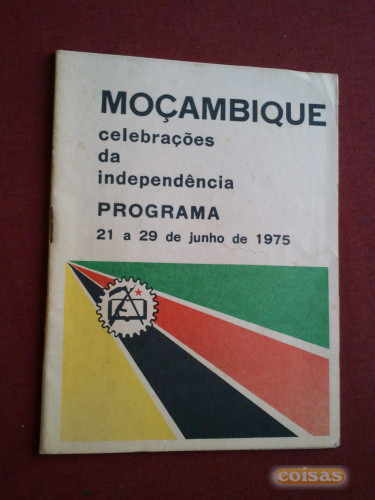 MOÇAMBIQUE
celebrações
da
independência
PROGRAMA
21 a 29 de junho de 1975
coisas